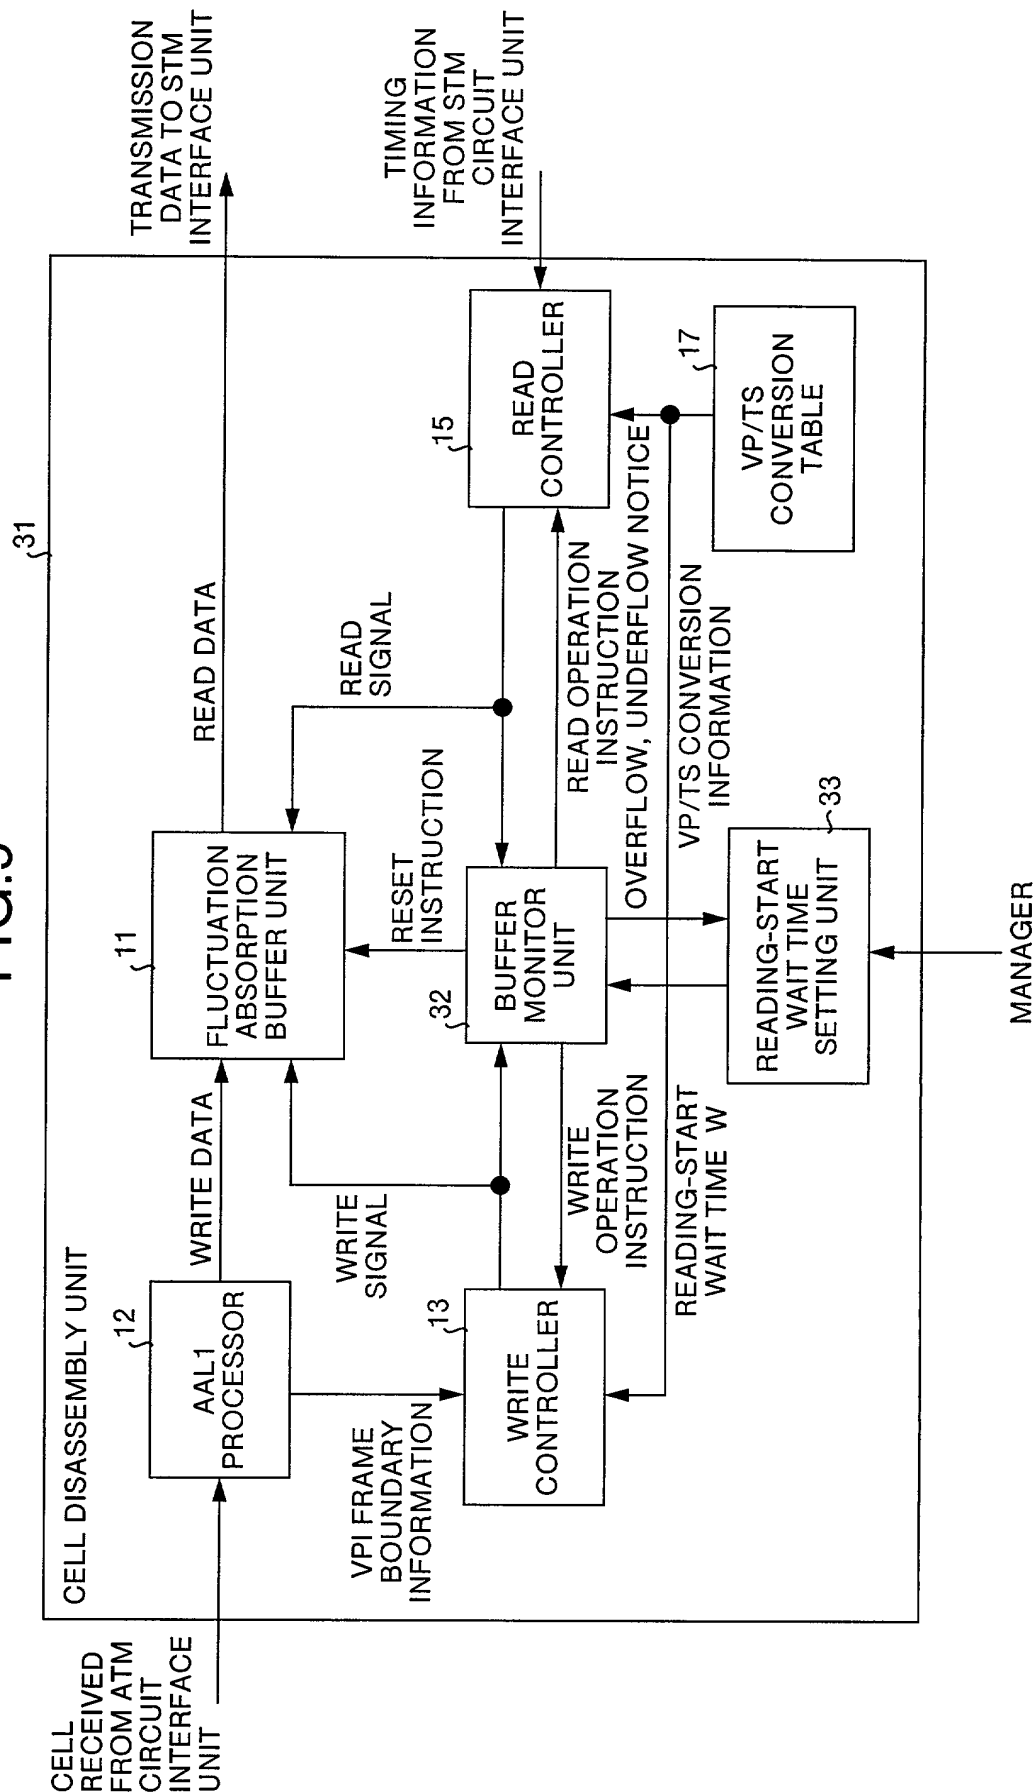 FIG.9
31
CELL DISASSEMBLY UNIT
CELL
RECEIVED
FROM ATM
CIRCUIT
INTERFACE
UNIT
12
AAL1
PROCESSOR
WRITE DATA
11
FLUCTUATION
ABSORPTION
BUFFER UNIT
READ DATA
TRANSMISSION
DATA TO STM
INTERFACE UNIT
VPI FRAME
BOUNDARY
INFORMATION
WRITE
SIGNAL
RESET
INSTRUCTION
READ
SIGNAL
TIMING
INFORMATION
FROM STM
CIRCUIT
INTERFACE UNIT
13
WRITE
CONTROLLER
32
BUFFER
MONITOR
UNIT
15
READ
CONTROLLER
WRITE
OPERATION
INSTRUCTION
READ OPERATION
INSTRUCTION
OVERFLOW, UNDERFLOW NOTICE
READING-START
WAIT TIME W
VP/TS CONVERSION
INFORMATION
33
READING-START
WAIT TIME
SETTING UNIT
17
VP/TS
CONVERSION
TABLE
MANAGER